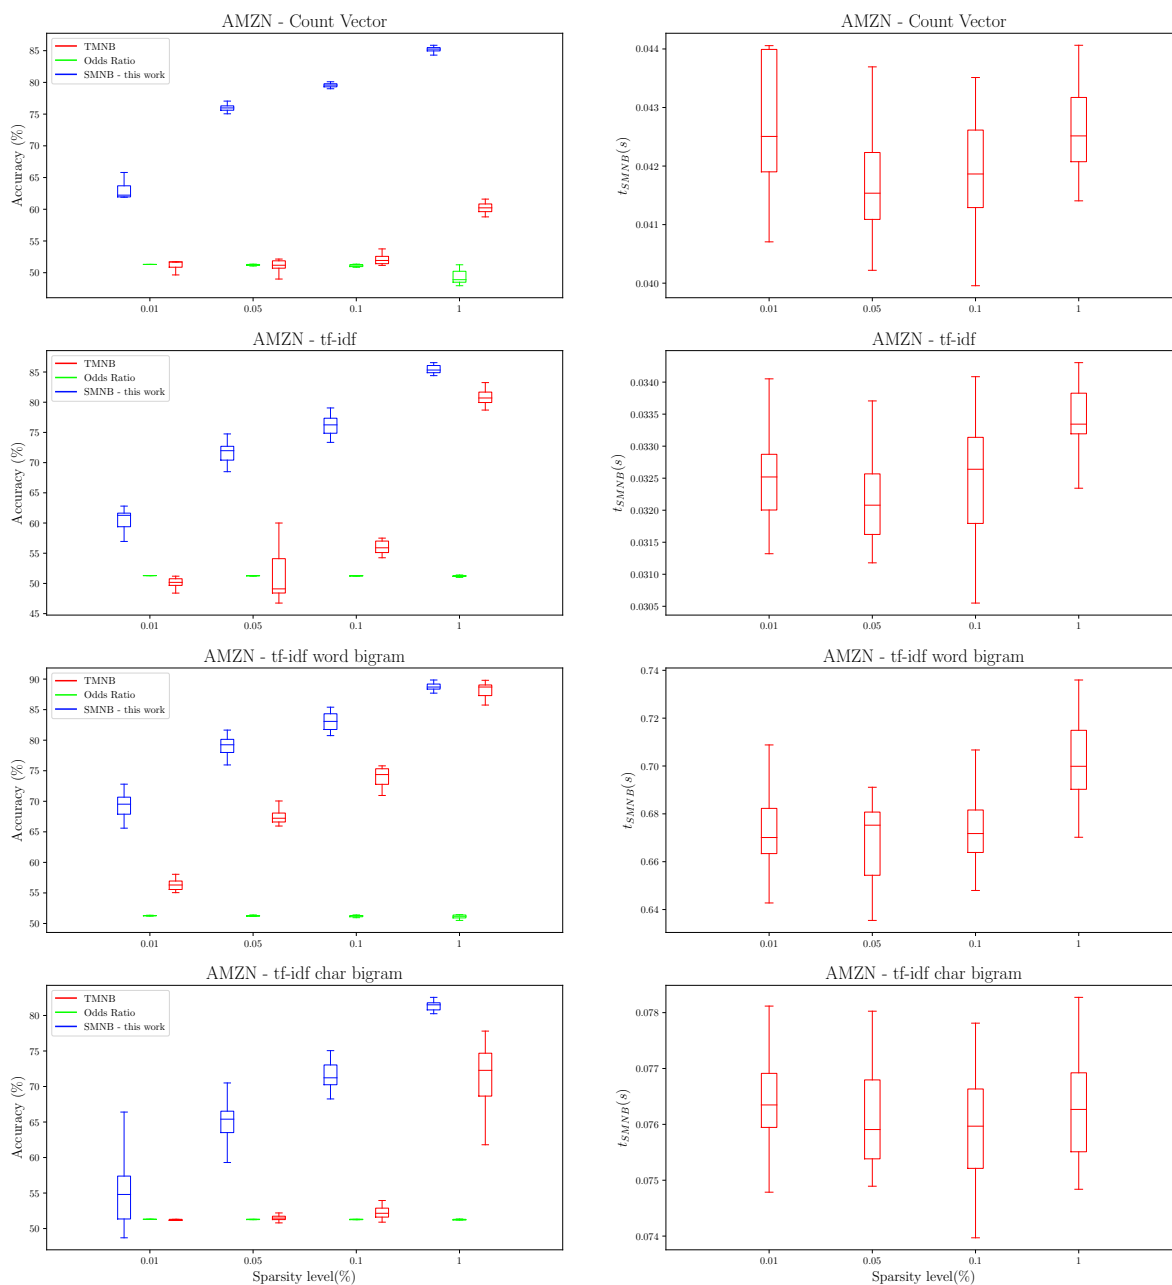 AMZN - Count Vector
TMNB
Odds Ratio
SMNB - this work
Accuracy (%)
85
80
75
70
65
60
55
50
0.01 0.05 0.1 1
AMZN - Count Vector
t_{SMNB}(s)
0.044
0.043
0.042
0.041
0.040
0.01 0.05 0.1 1
AMZN - tf-idf
TMNB
Odds Ratio
SMNB - this work
Accuracy (%)
85
80
75
70
65
60
55
50
45
0.01 0.05 0.1 1
AMZN - tf-idf
t_{SMNB}(s)
0.0340
0.0335
0.0330
0.0325
0.0320
0.0315
0.0310
0.0305
0.01 0.05 0.1 1
AMZN - tf-idf word bigram
TMNB
Odds Ratio
SMNB - this work
Accuracy (%)
90
85
80
75
70
65
60
55
50
0.01 0.05 0.1 1
AMZN - tf-idf word bigram
t_{SMNB}(s)
0.74
0.72
0.70
0.68
0.66
0.64
0.01 0.05 0.1 1
AMZN - tf-idf char bigram
TMNB
Odds Ratio
SMNB - this work
Accuracy (%)
80
75
70
65
60
55
50
0.01 0.05 0.1 1
Sparsity level(%)
AMZN - tf-idf char bigram
t_{SMNB}(s)
0.078
0.077
0.076
0.075
0.074
0.01 0.05 0.1 1
Sparsity level(%)